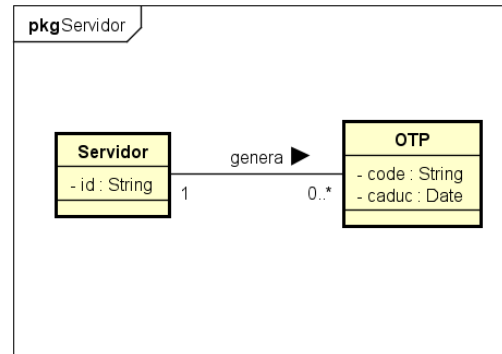 pkgServidor
Servidor
- id : String
genera
1
0..*
OTP
- code : String
- caduc : Date